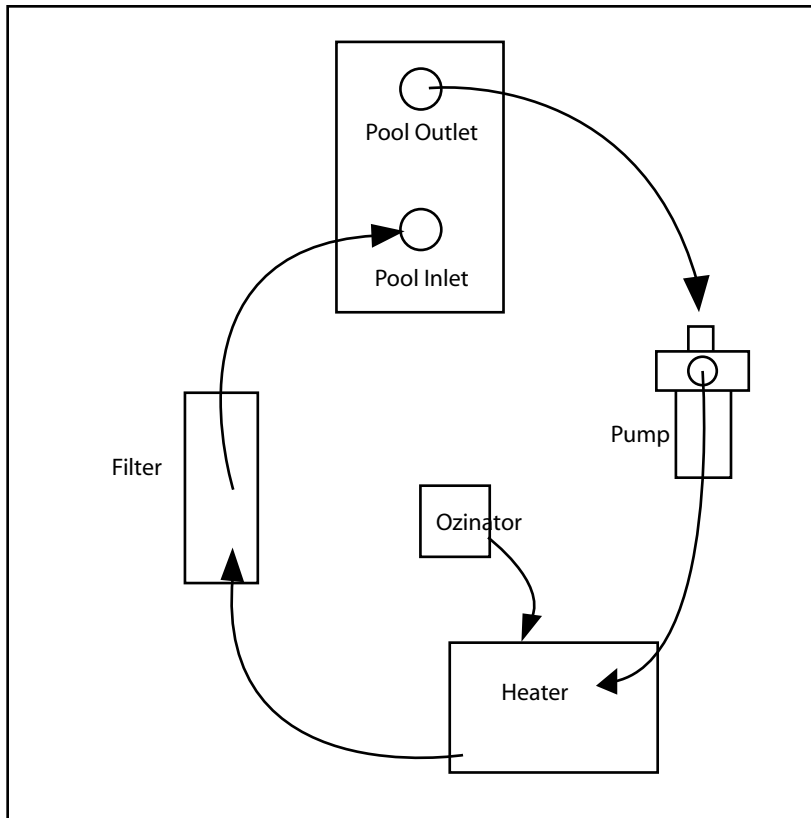 Pool Outlet
Pool Inlet
Pump
Filter
Ozinator
Heater